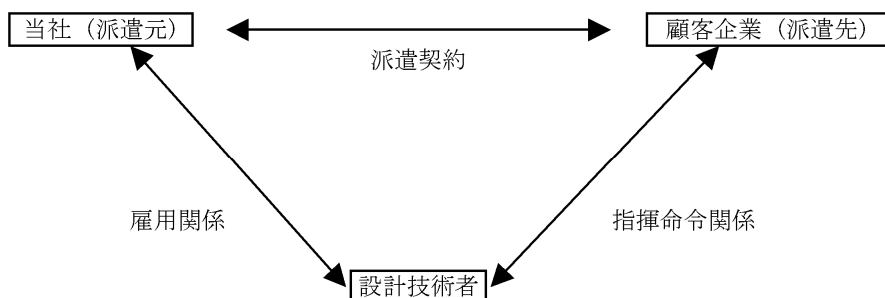 当社（派遣元）
顧客企業（派遣先）
派遣契約
雇用関係
指揮命令関係
設計技術者